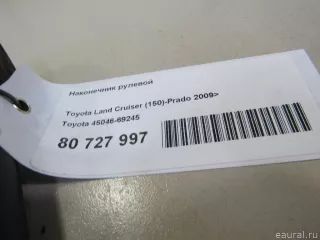 Наконечник рулевой
Toyota Land Cruiser (150)-Prado 2009>
Toyota 45046-69245
80 727 997
eaural.ru